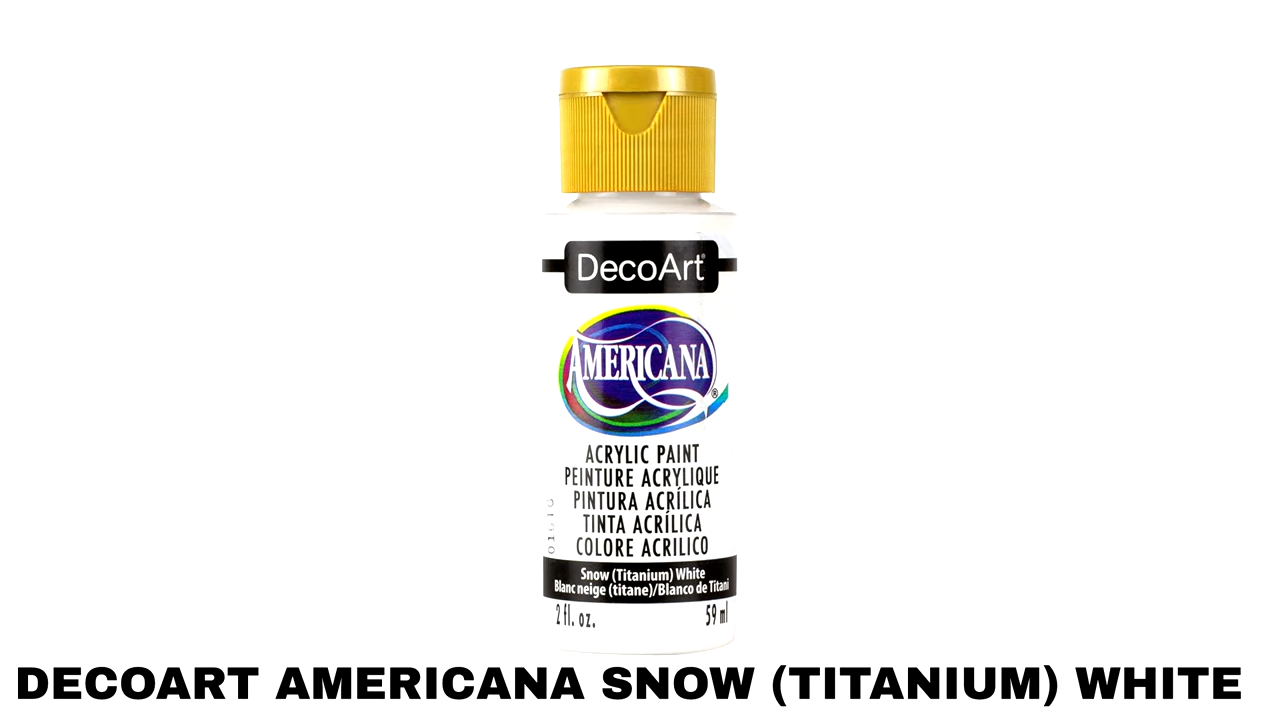 DecoArt®
AMERICANA®
ACRYLIC PAINT
PEINTURE ACRYLIQUE
PINTURA ACRÍLICA
TINTA ACRÍLICA
COLORE ACRILICO
Snow (Titanium) White
Blanc neige (titane)/Blanco de Titani
2 fl. oz. 59 ml
DECOART AMERICANA SNOW (TITANIUM) WHITE